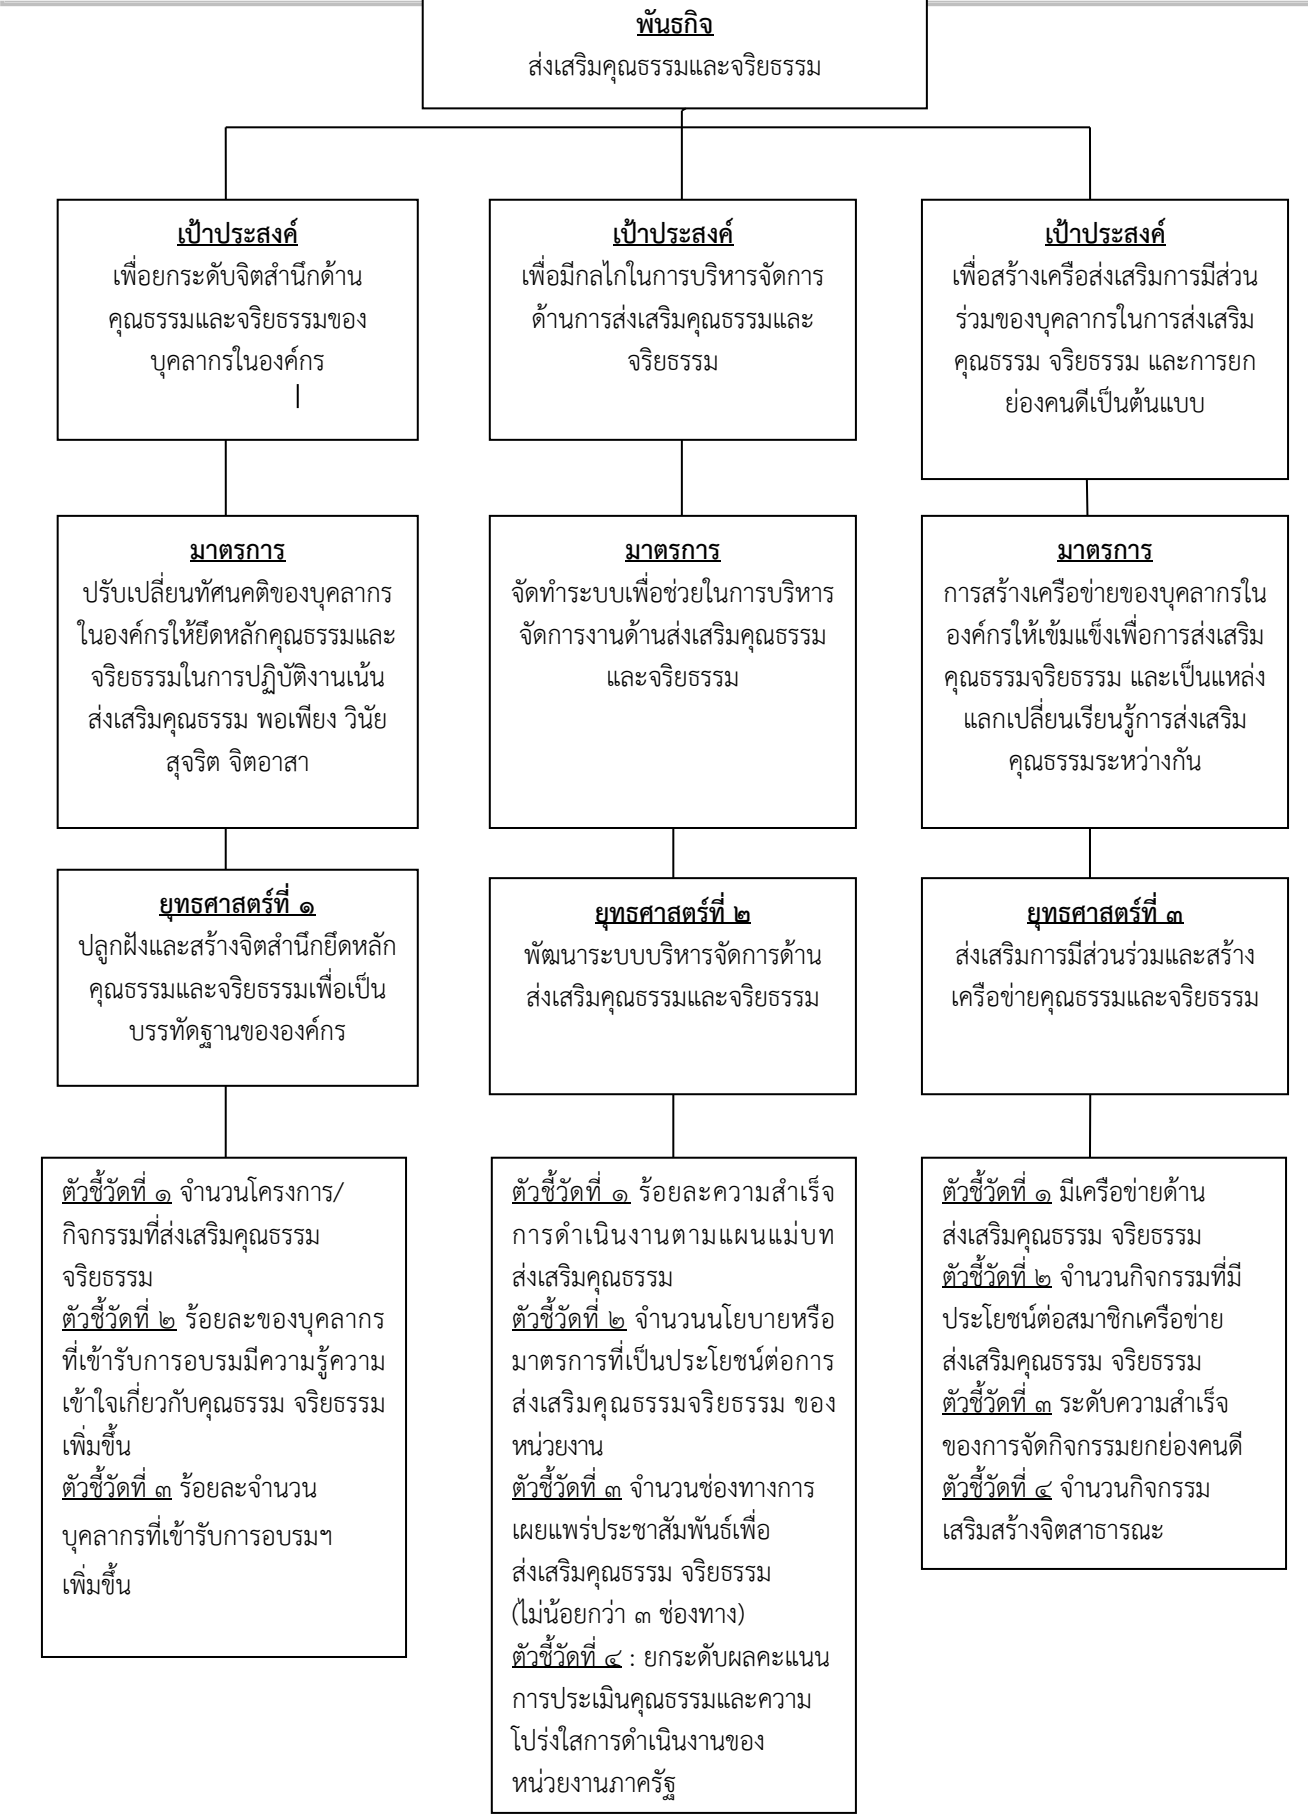 พันธกิจ
ส่งเสริมคุณธรรมและจริยธรรม
เป้าประสงค์
เพื่อยกระดับจิตสำนึกด้าน
คุณธรรมและจริยธรรมของ
บุคลากรในองค์กร
เป้าประสงค์
เพื่อมีกลไกในการบริหารจัดการ
ด้านการส่งเสริมคุณธรรมและ
จริยธรรม
เป้าประสงค์
เพื่อสร้างเครือส่งเสริมการมีส่วน
ร่วมของบุคลากรในการส่งเสริม
คุณธรรม จริยธรรม และการยก
ย่องคนดีเป็นต้นแบบ
มาตรการ
ปรับเปลี่ยนทัศนคติของบุคลากร
ในองค์กรให้ยึดหลักคุณธรรมและ
จริยธรรมในการปฏิบัติงานเน้น
ส่งเสริมคุณธรรม พอเพียง วินัย
สุจริต จิตอาสา
มาตรการ
จัดทำระบบเพื่อช่วยในการบริหาร
จัดการงานด้านส่งเสริมคุณธรรม
และจริยธรรม
มาตรการ
การสร้างเครือข่ายของบุคลากรใน
องค์กรให้เข้มแข็งเพื่อการส่งเสริม
คุณธรรมจริยธรรม และเป็นแหล่ง
แลกเปลี่ยนเรียนรู้การส่งเสริม
คุณธรรมระหว่างกัน
ยุทธศาสตร์ที่ ๑
ปลูกฝังและสร้างจิตสำนึกยึดหลัก
คุณธรรมและจริยธรรมเพื่อเป็น
บรรทัดฐานขององค์กร
ยุทธศาสตร์ที่ ๒
พัฒนาระบบบริหารจัดการด้าน
ส่งเสริมคุณธรรมและจริยธรรม
ยุทธศาสตร์ที่ ๓
ส่งเสริมการมีส่วนร่วมและสร้าง
เครือข่ายคุณธรรมและจริยธรรม
ตัวชี้วัดที่ ๑ จำนวนโครงการ/
กิจกรรมที่ส่งเสริมคุณธรรม
จริยธรรม
ตัวชี้วัดที่ ๒ ร้อยละของบุคลากร
ที่เข้ารับการอบรมมีความรู้ความ
เข้าใจเกี่ยวกับคุณธรรม จริยธรรม
เพิ่มขึ้น
ตัวชี้วัดที่ ๓ ร้อยละจำนวน
บุคลากรที่เข้ารับการอบรมฯ
เพิ่มขึ้น
ตัวชี้วัดที่ ๑ ร้อยละความสำเร็จ
การดำเนินงานตามแผนแม่บท
ส่งเสริมคุณธรรม
ตัวชี้วัดที่ ๒ จำนวนนโยบายหรือ
มาตรการที่เป็นประโยชน์ต่อการ
ส่งเสริมคุณธรรมจริยธรรม ของ
หน่วยงาน
ตัวชี้วัดที่ ๓ จำนวนช่องทางการ
เผยแพร่ประชาสัมพันธ์เพื่อ
ส่งเสริมคุณธรรม จริยธรรม
(ไม่น้อยกว่า ๓ ช่องทาง)
ตัวชี้วัดที่ ๔ : ยกระดับผลคะแนน
การประเมินคุณธรรมและความ
โปร่งใสการดำเนินงานของ
หน่วยงานภาครัฐ
ตัวชี้วัดที่ ๑ มีเครือข่ายด้าน
ส่งเสริมคุณธรรม จริยธรรม
ตัวชี้วัดที่ ๒ จำนวนกิจกรรมที่มี
ประโยชน์ต่อสมาชิกเครือข่าย
ส่งเสริมคุณธรรม จริยธรรม
ตัวชี้วัดที่ ๓ ระดับความสำเร็จ
ของการจัดกิจกรรมยกย่องคนดี
ตัวชี้วัดที่ ๔ จำนวนกิจกรรม
เสริมสร้างจิตสาธารณะ